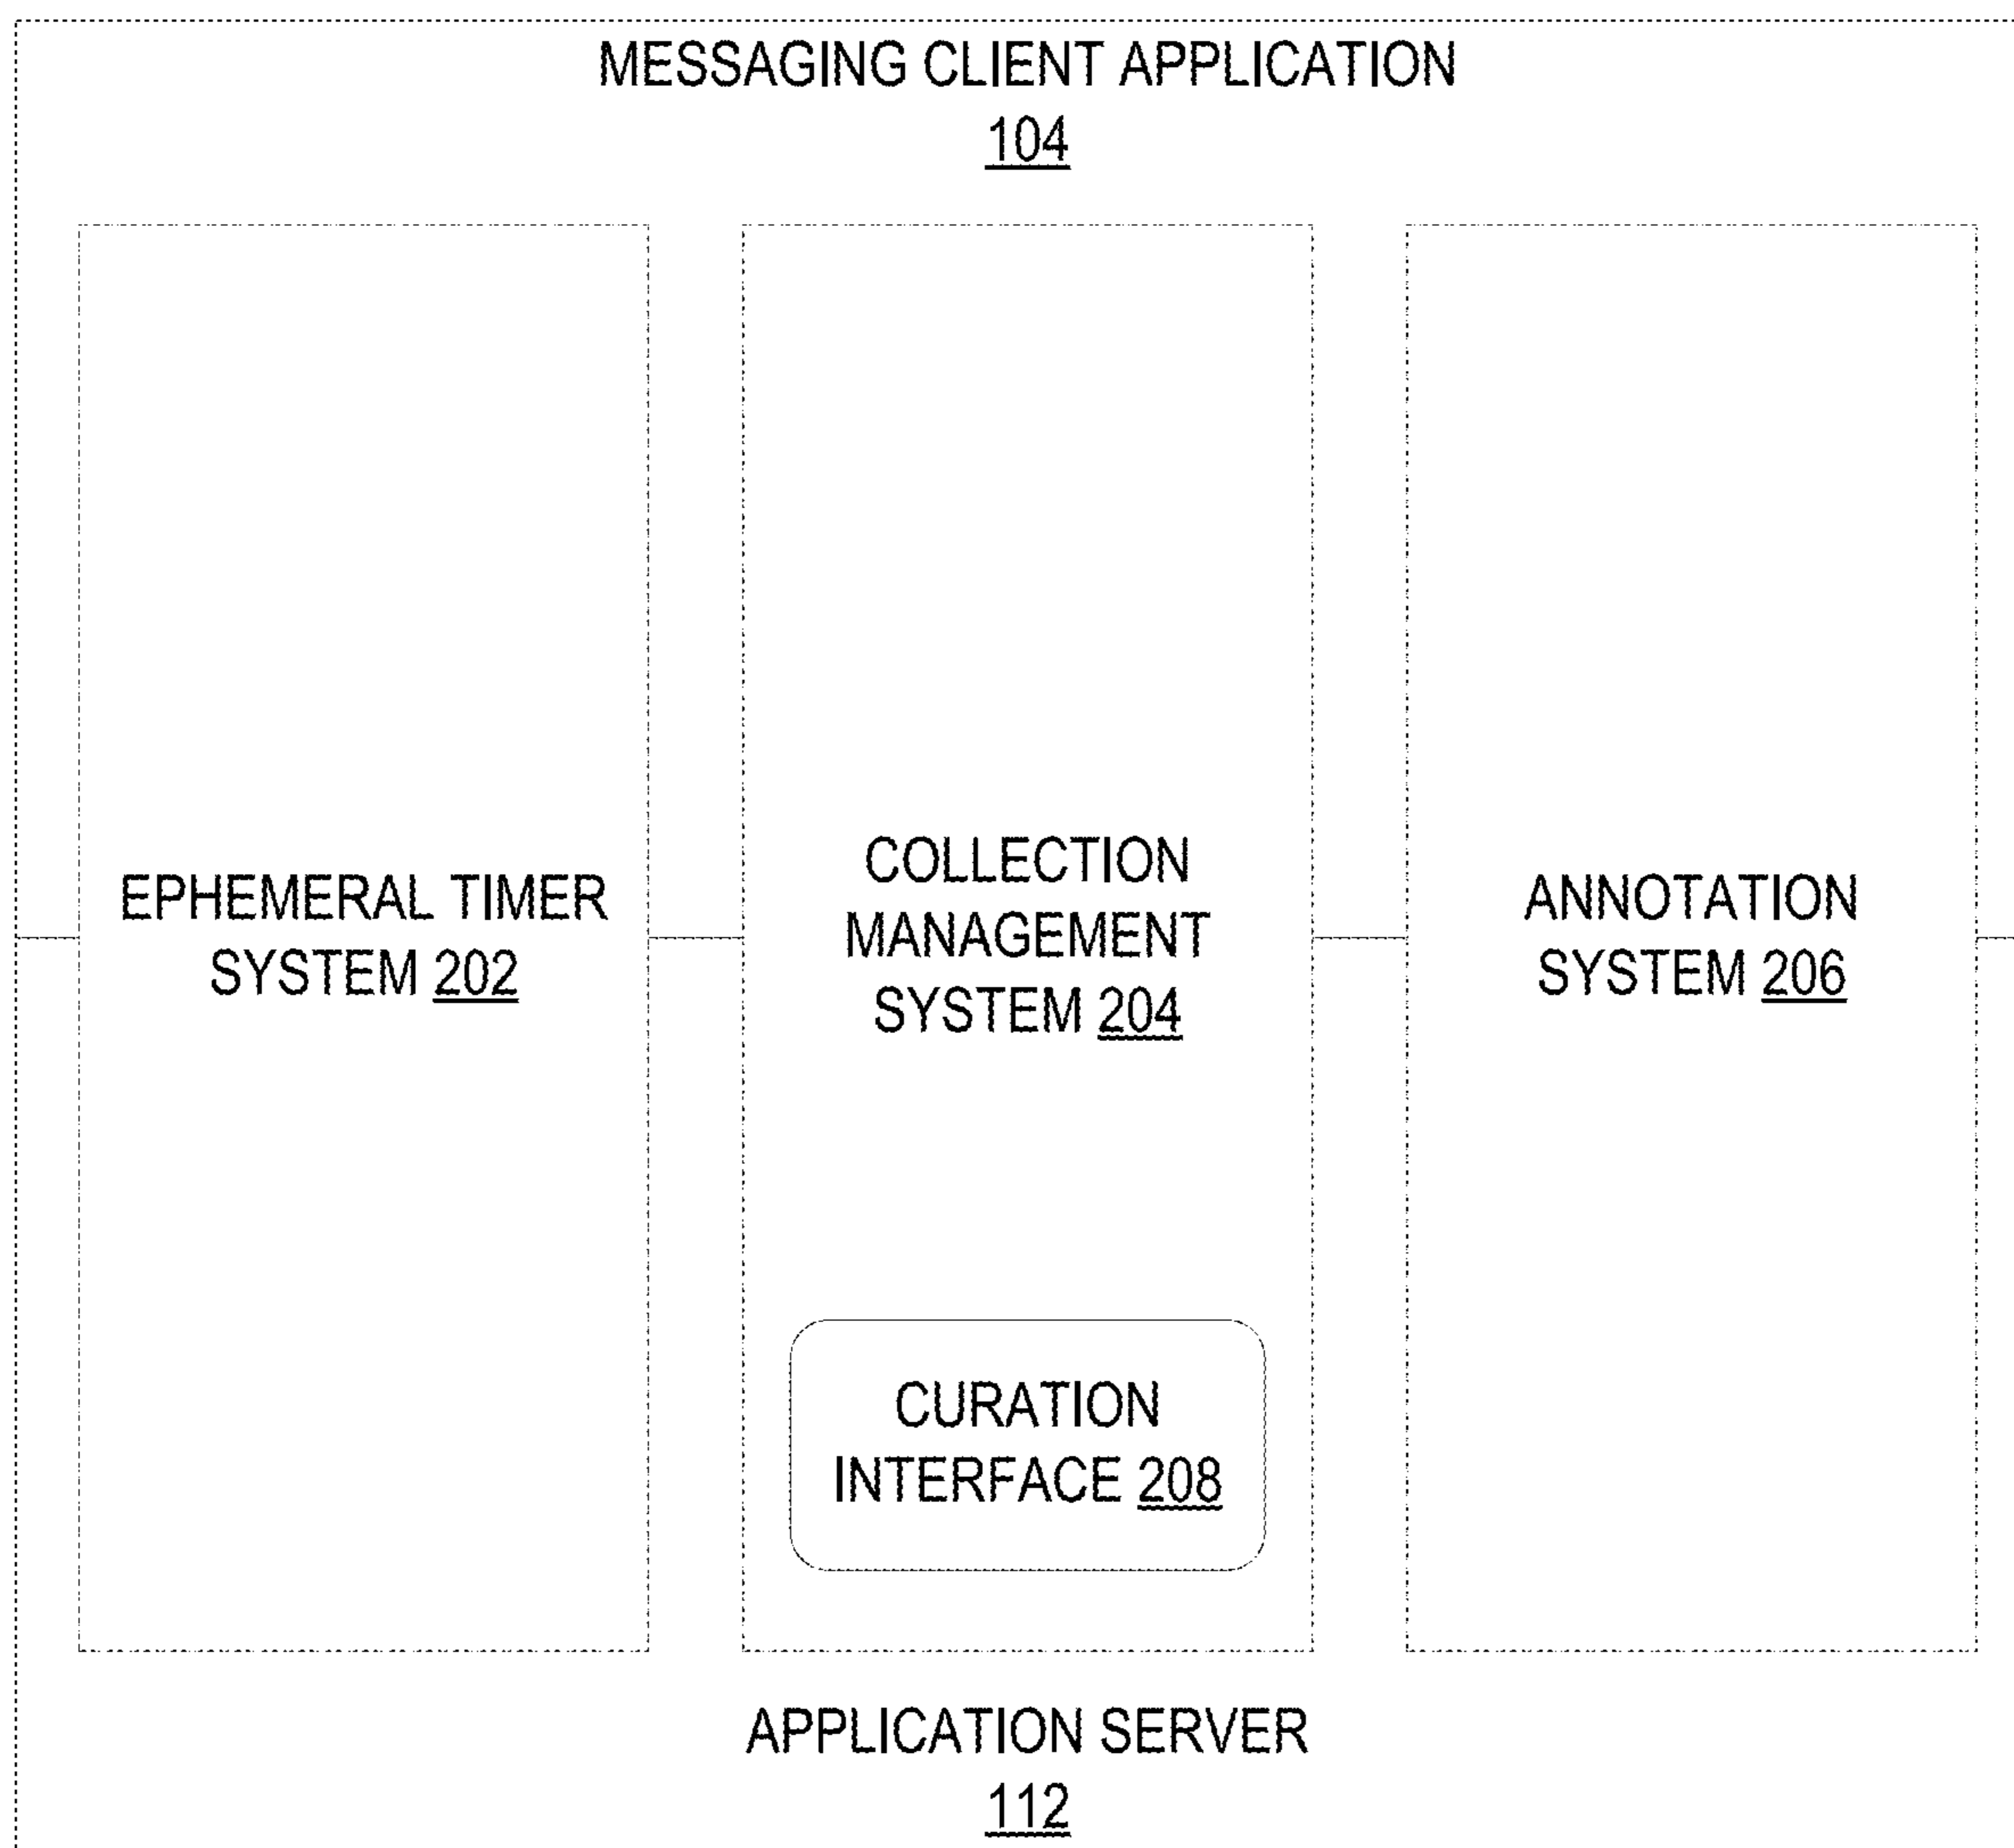 MESSAGING CLIENT APPLICATION
104
EPHEMERAL TIMER
SYSTEM 202
COLLECTION
MANAGEMENT
SYSTEM 204
ANNOTATION
SYSTEM 206
CURATION
INTERFACE 208
APPLICATION SERVER
112